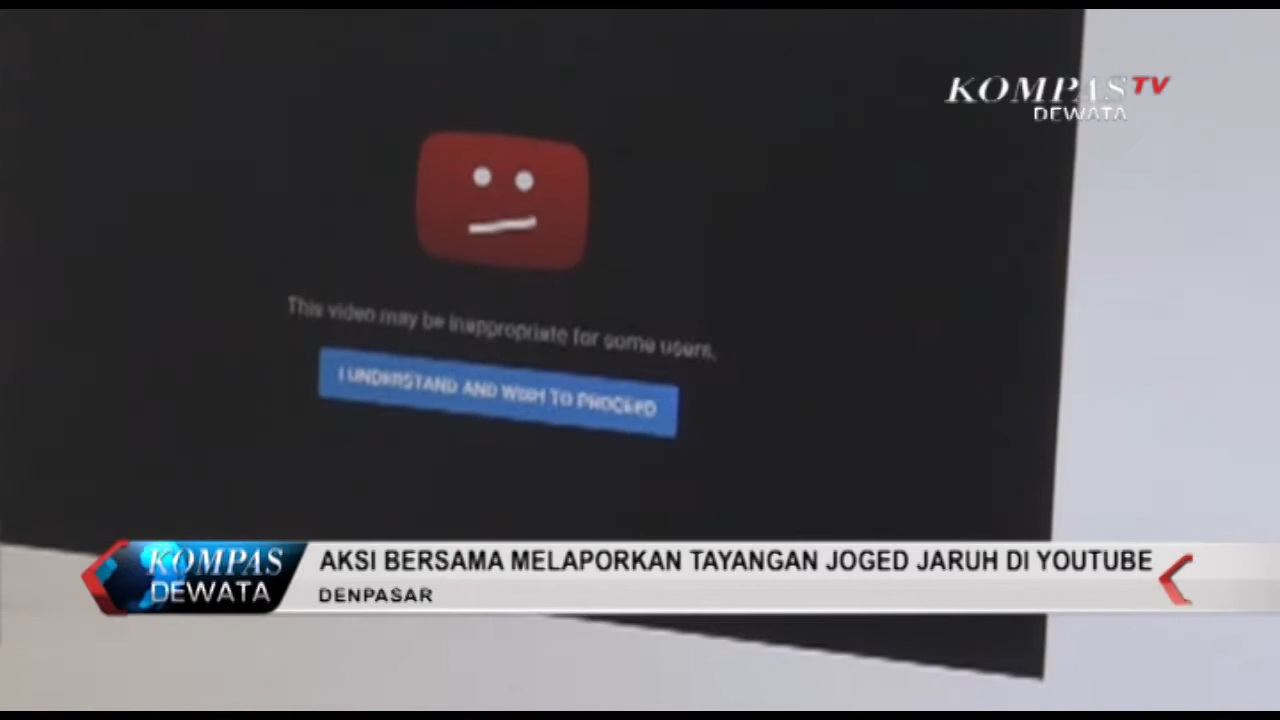 KOMPASTV
DEWATA
This video may be inappropriate for some users.
I UNDERSTAND AND WISH TO PROCEED
KOMPAS
DEWATA
AKSI BERSAMA MELAPORKAN TAYANGAN JOGED JARUH DI YOUTUBE
DENPASAR